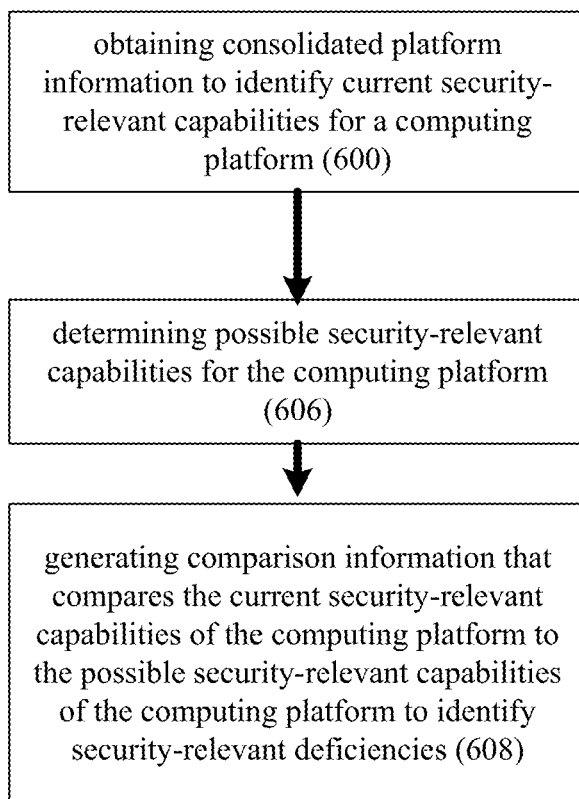 obtaining consolidated platform
information to identify current security-
relevant capabilities for a computing
platform (600)
determining possible security-relevant
capabilities for the computing platform
(606)
generating comparison information that
compares the current security-relevant
capabilities of the computing platform to
the possible security-relevant capabilities
of the computing platform to identify
security-relevant deficiencies (608)